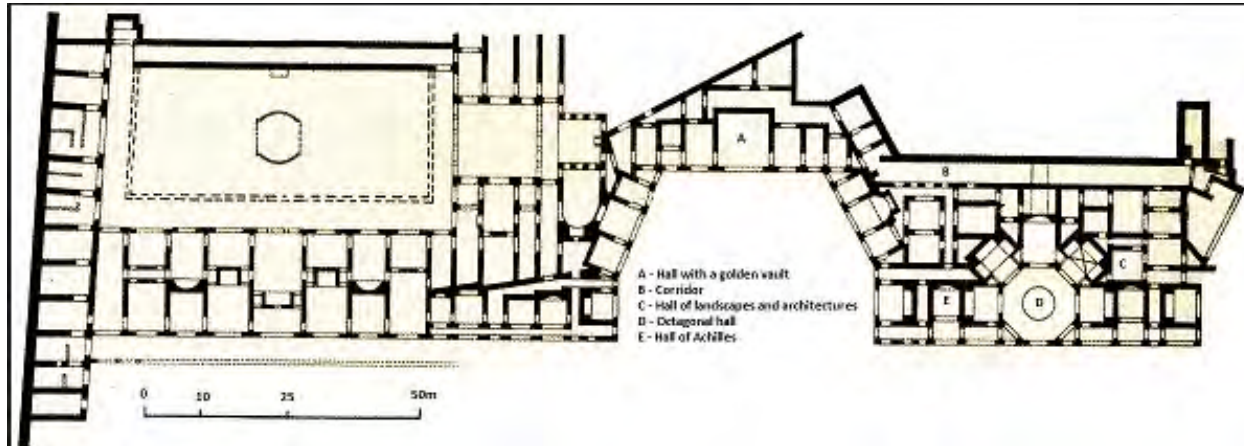 A
B
C
E
D
A - Hall with a golden vault
B - Corridor
C - Hall of landscapes and architectures
D - Octagonal hall
E - Hall of Achilles
0 10 25 50m